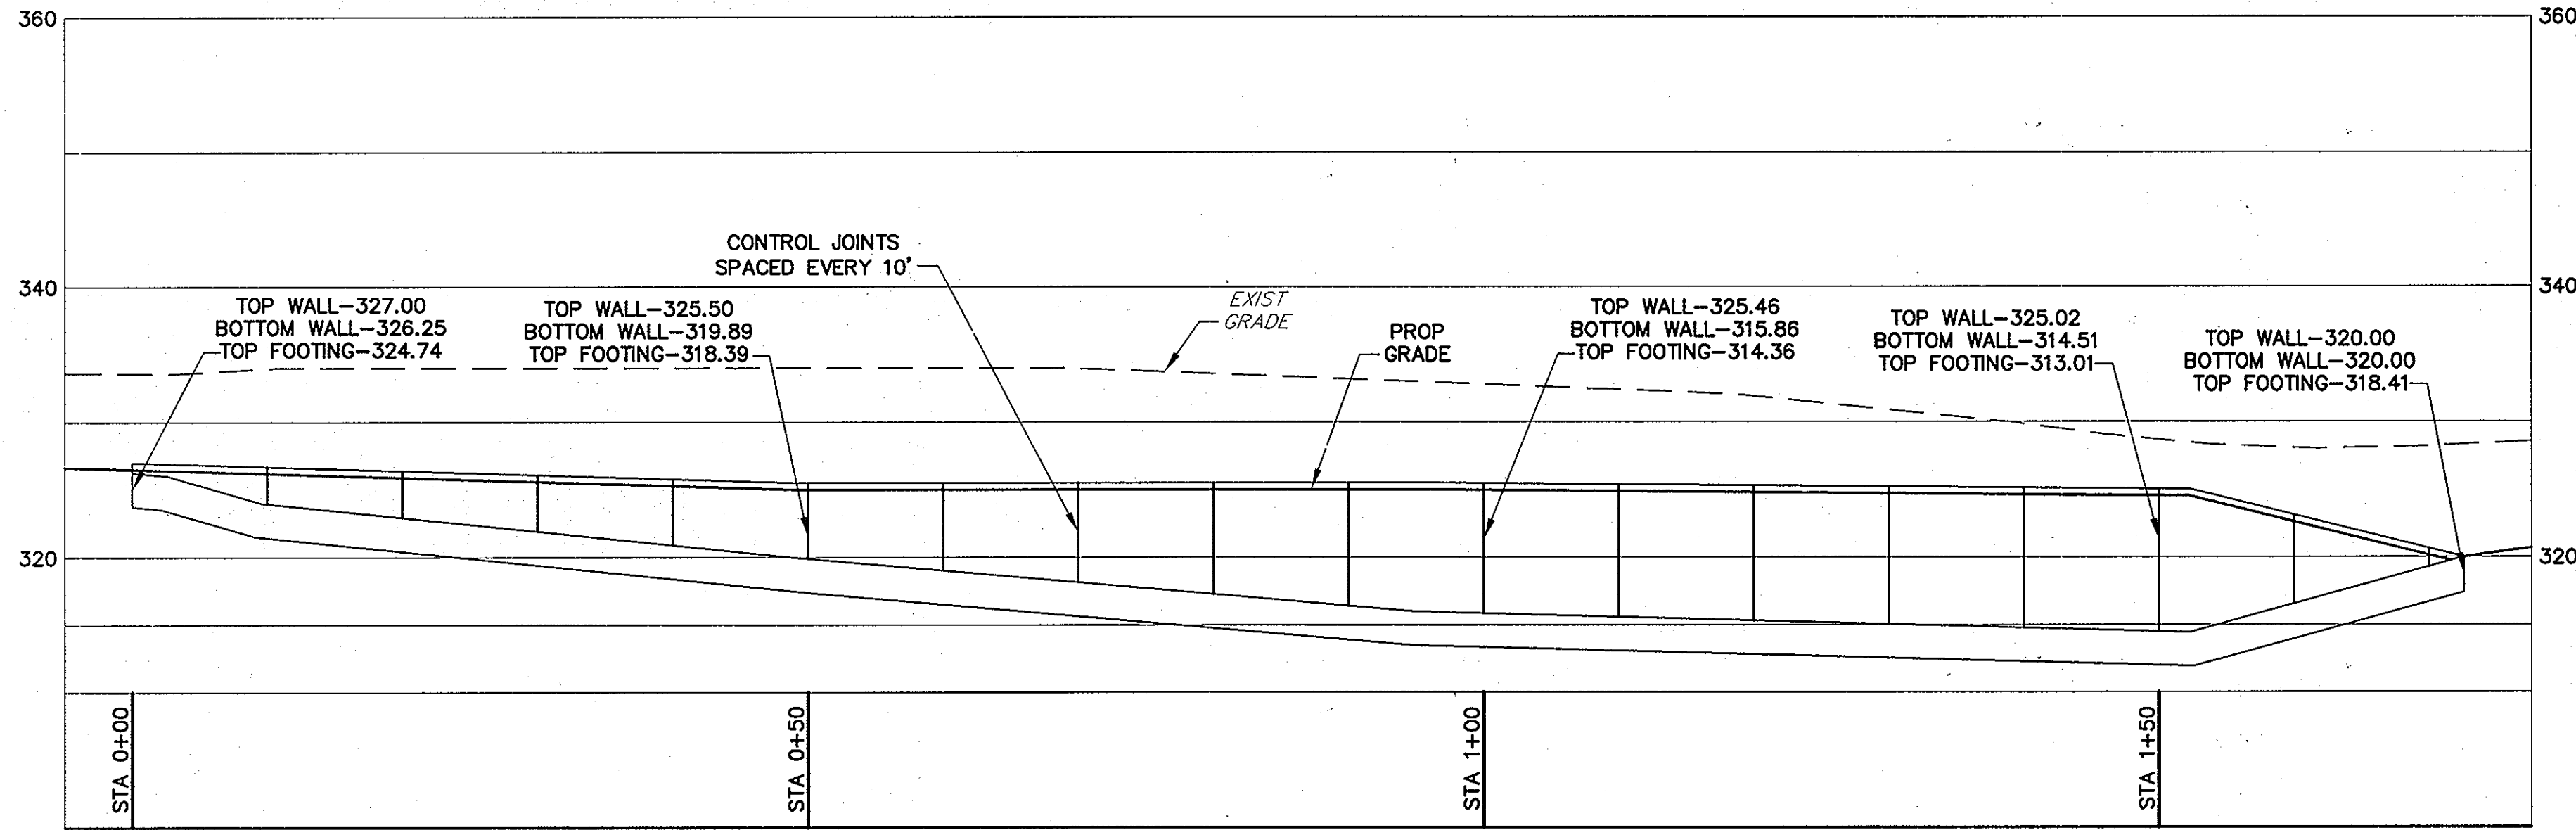 360
360
CONTROL JOINTS
SPACED EVERY 10'
340
340
TOP WALL-327.00
BOTTOM WALL-326.25
TOP FOOTING-324.74
TOP WALL-325.50
BOTTOM WALL-319.89
TOP FOOTING-318.39
EXIST
GRADE
PROP
GRADE
TOP WALL-325.46
BOTTOM WALL-315.86
TOP FOOTING-314.36
TOP WALL-325.02
BOTTOM WALL-314.51
TOP FOOTING-313.01
TOP WALL-320.00
BOTTOM WALL-320.00
TOP FOOTING-318.41
320
320
STA 0+00
STA 0+50
STA 1+00
STA 1+50